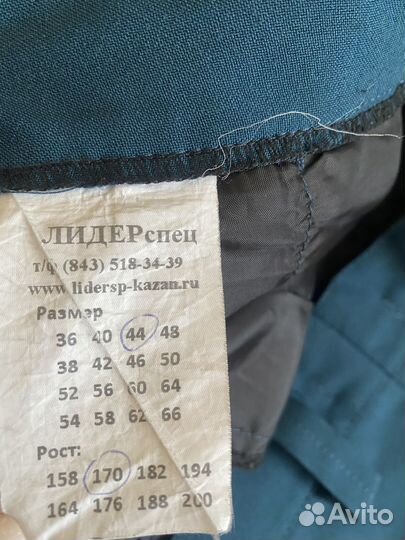 ЛИДЕРспец
т/ф (843) 518-34-39
www.lidersp-kazan.ru
Размер
36 40 44 48
38 42 46 50
52 56 60 64
54 58 62 66
Рост:
158 170 182 194
164 176 188 200
Avito